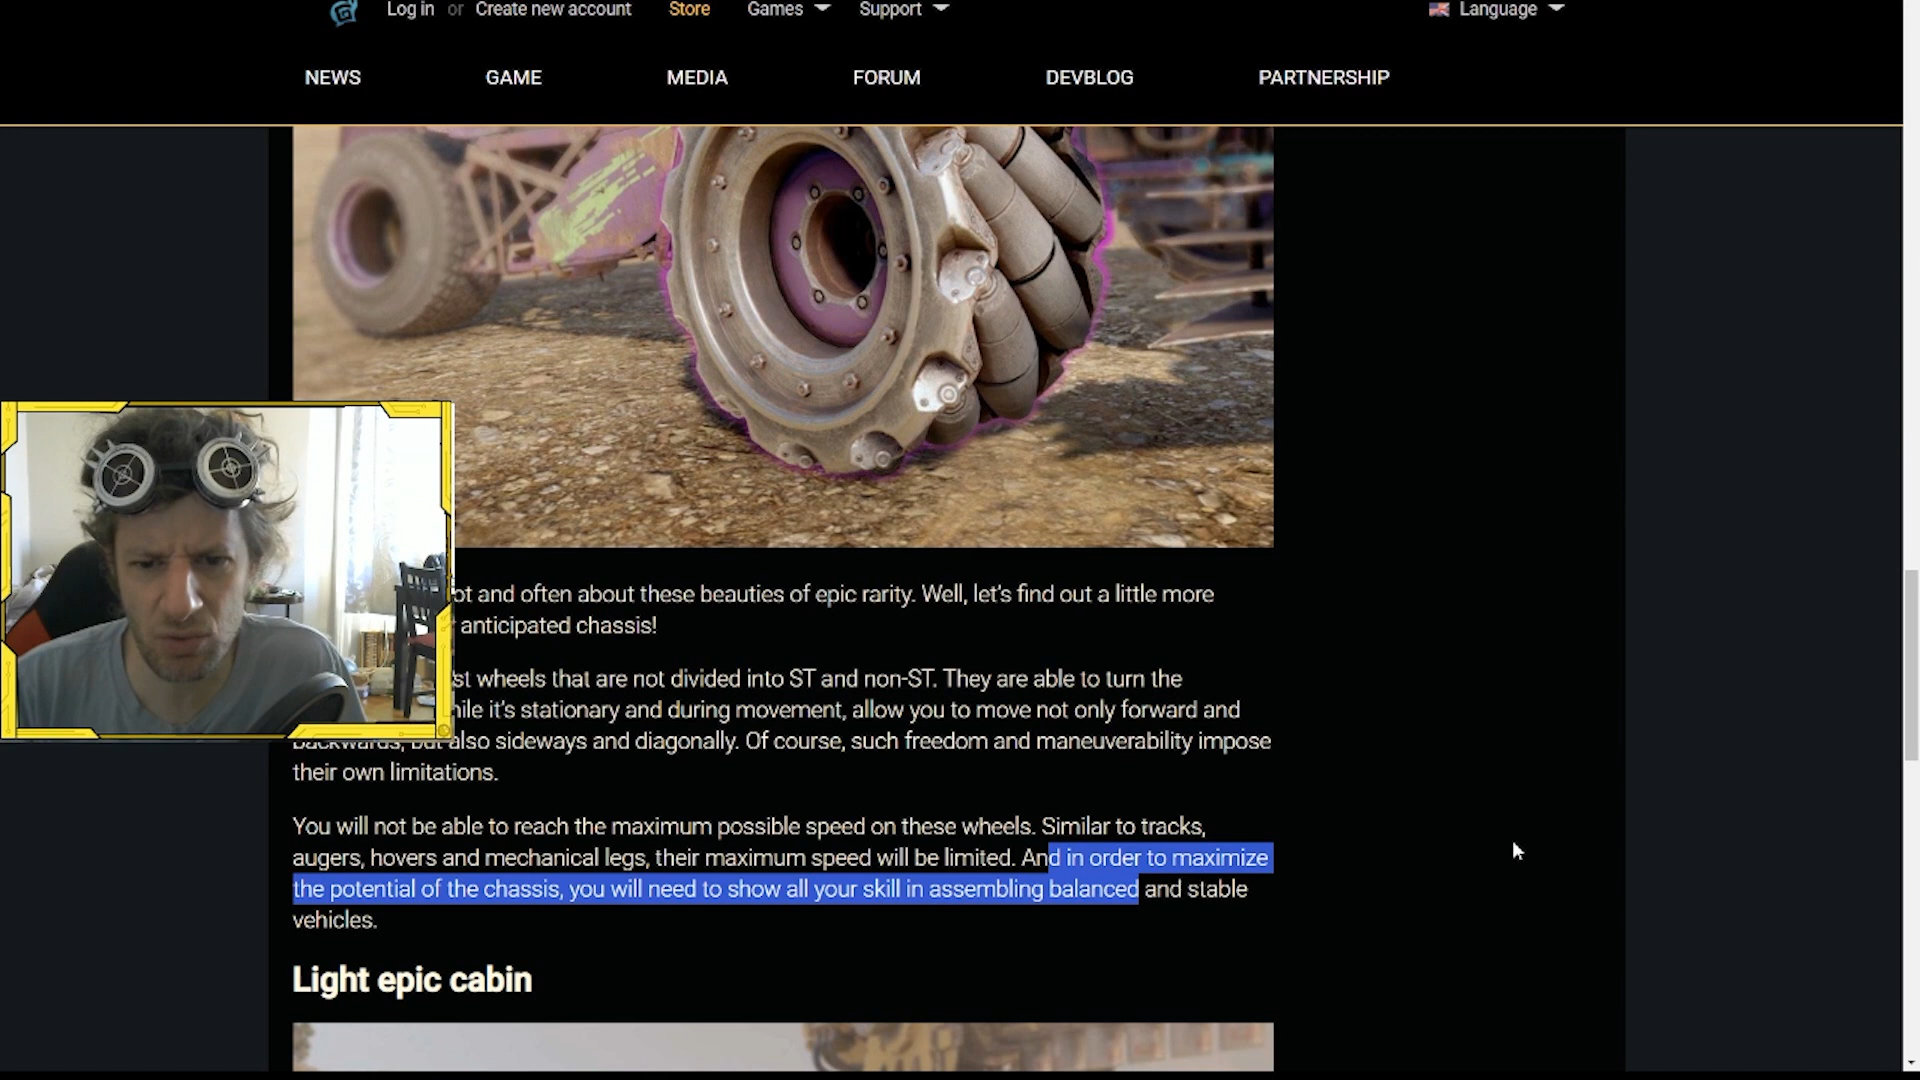 Log in or Create new account Store Games Support Language
NEWS GAME MEDIA FORUM DEVBLOG PARTNERSHIP
ot and often about these beauties of epic rarity. Well, let's find out a little more
anticipated chassis!
st wheels that are not divided into ST and non-ST. They are able to turn the
ile it's stationary and during movement, allow you to move not only forward and
backwards, but also sideways and diagonally. Of course, such freedom and maneuverability impose
their own limitations.
You will not be able to reach the maximum possible speed on these wheels. Similar to tracks,
augers, hovers and mechanical legs, their maximum speed will be limited. And in order to maximize
the potential of the chassis, you will need to show all your skill in assembling balanced and stable
vehicles.
Light epic cabin